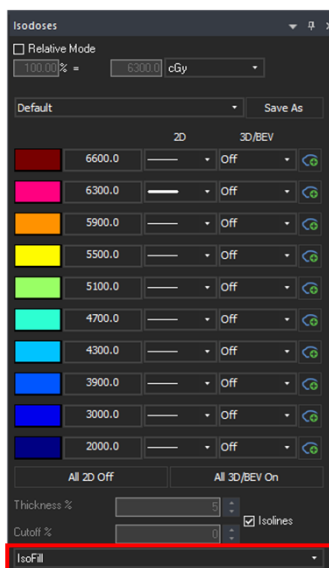 Isodoses
Relative Mode
100.00 % = 6300.0 cGy
Default Save As
2D 3D/BEV
6600.0 Off
6300.0 Off
5900.0 Off
5500.0 Off
5100.0 Off
4700.0 Off
4300.0 Off
3900.0 Off
3000.0 Off
2000.0 Off
All 2D Off All 3D/BEV On
Thickness % 5
Isolines
Cutoff % 0
IsoFill